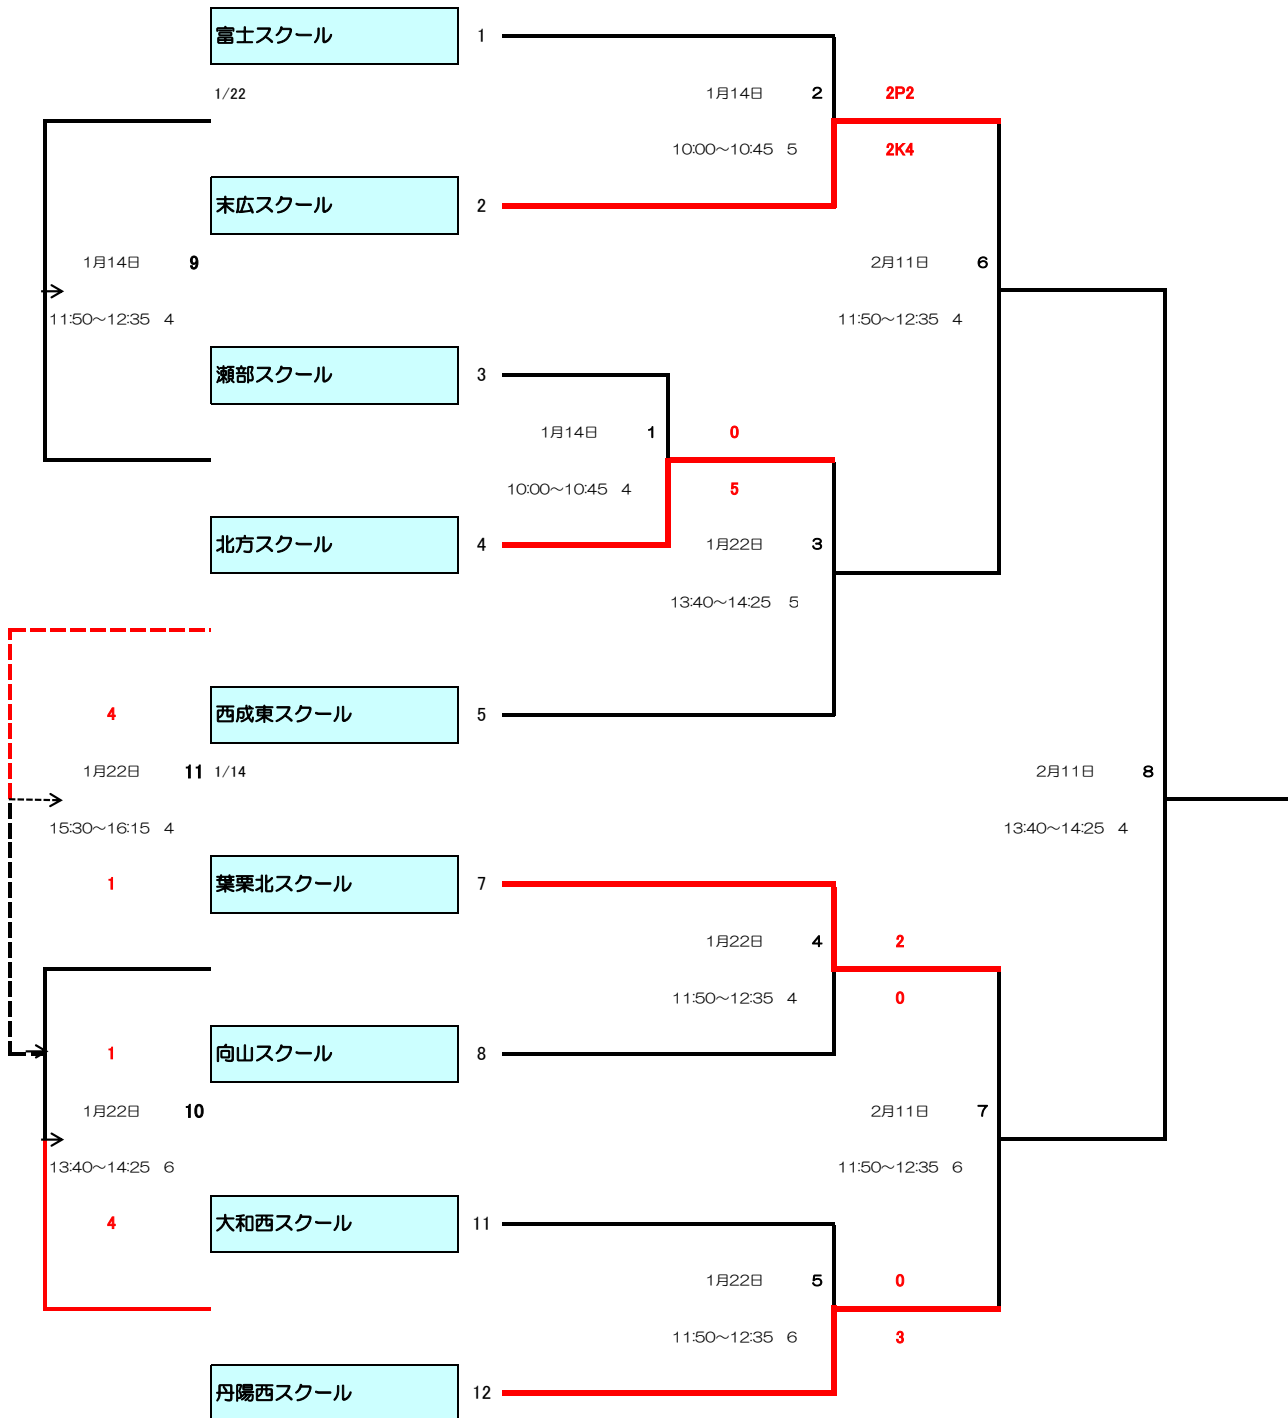 富士スクール 1
1/22 1月14日 2 2P2
10:00～10:45 5 2K4
末広スクール 2
1月14日 9 2月11日 6
11:50～12:35 4 11:50～12:35 4
瀬部スクール 3
1月14日 1 0
10:00～10:45 4 5
北方スクール 4 1月22日 3
13:40～14:25 5
4 西成東スクール 5
1月22日 11 1/14 2月11日 8
15:30～16:15 4 13:40～14:25 4
1 葉栗北スクール 7
1月22日 4 2
11:50～12:35 4 0
1 向山スクール 8
1月22日 10 2月11日 7
13:40～14:25 6 11:50～12:35 6
4 大和西スクール 11
1月22日 5 0
11:50～12:35 6 3
丹陽西スクール 12